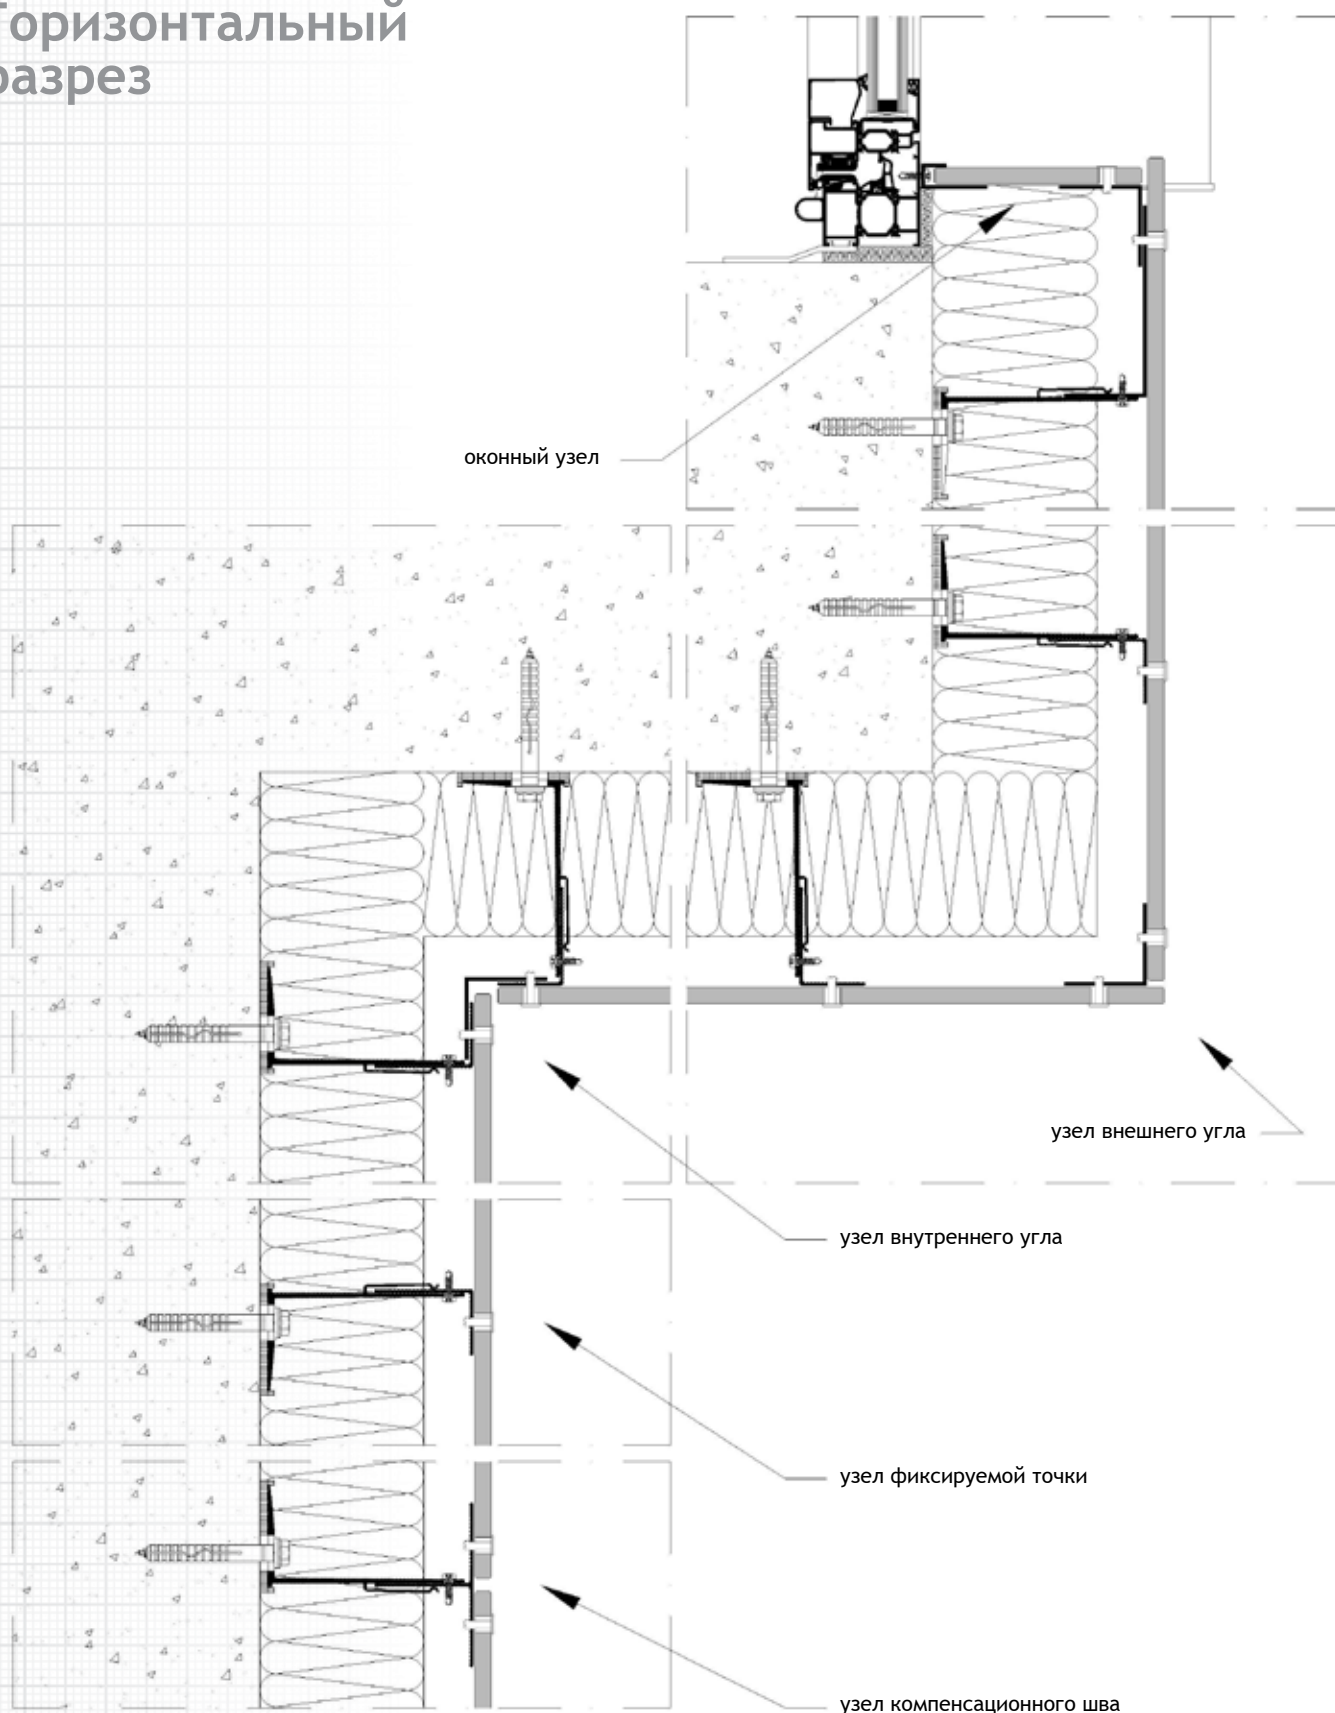 Горизонтальный
разрез
оконный узел
узел внешнего угла
узел внутреннего угла
узел фиксируемой точки
узел компенсационного шва